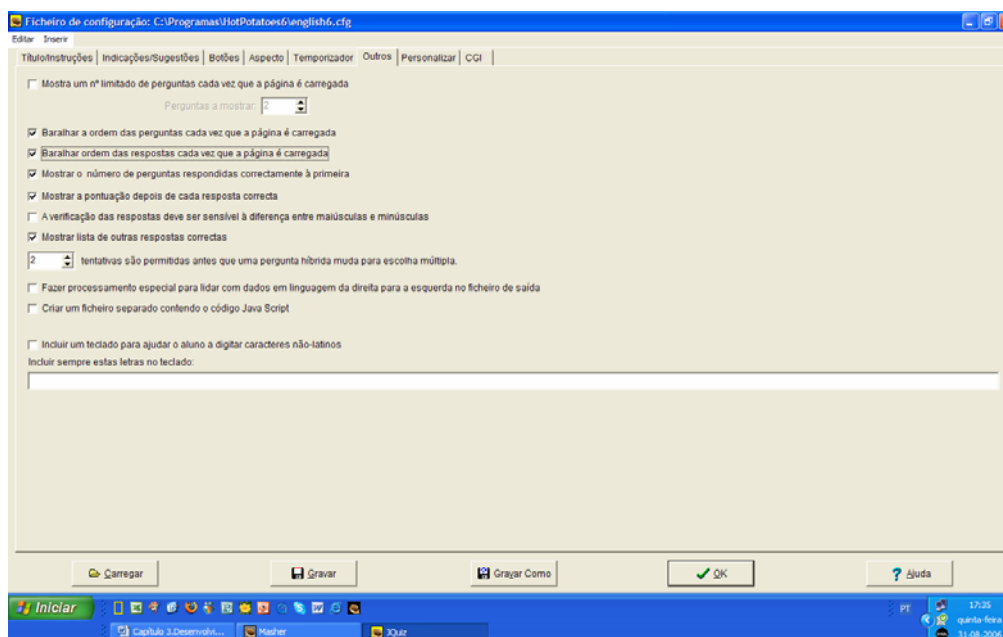 Ficheiro de configuração: C:\Programas\HotPotatoes6\english6.cfg
Editar Inserir
Título/Instruções Indicações/Sugestões Botões Aspecto Temporizador Outros Personalizar CGI
Mostra um nº limitado de perguntas cada vez que a página é carregada
Perguntas a mostrar: 2
Baralhar a ordem das perguntas cada vez que a página é carregada
Baralhar ordem das respostas cada vez que a página é carregada
Mostrar o número de perguntas respondidas correctamente à primeira
Mostrar a pontuação depois de cada resposta correcta
A verificação das respostas deve ser sensível à diferença entre maiúsculas e minúsculas
Mostrar lista de outras respostas correctas
2 tentativas são permitidas antes que uma pergunta híbrida muda para escolha múltipla.
Fazer processamento especial para lidar com dados em linguagem da direita para a esquerda no ficheiro de saída
Criar um ficheiro separado contendo o código Java Script
Incluir um teclado para ajudar o aluno a digitar caracteres não-latinos
Incluir sempre estas letras no teclado:
Carregar Gravar Gravar Como OK Ajuda
Iniciar PT 17:35
quinta-feira
Capítulo 3.Desenvolvi... Masher JQuiz 31-08-2006